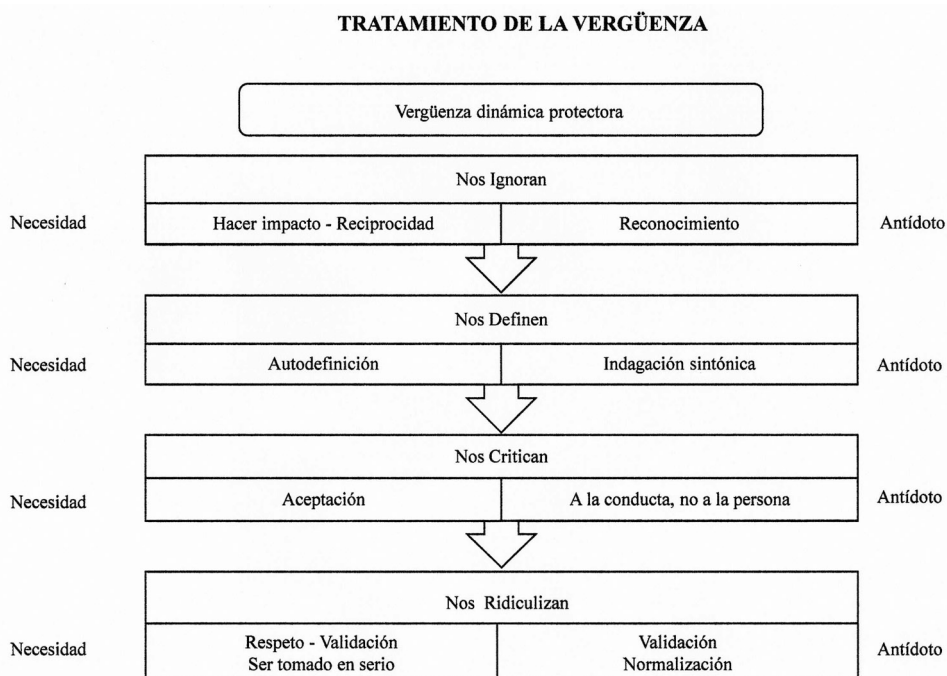 TRATAMIENTO DE LA VERGÜENZA
Vergüenza dinámica protectora
Nos Ignoran
Necesidad Hacer impacto - Reciprocidad Reconocimiento Antídoto
Nos Definen
Necesidad Autodefinición Indagación sintónica Antídoto
Nos Critican
Necesidad Aceptación A la conducta, no a la persona Antídoto
Nos Ridiculizan
Necesidad Respeto - Validación Validación Antídoto
Ser tomado en serio Normalización